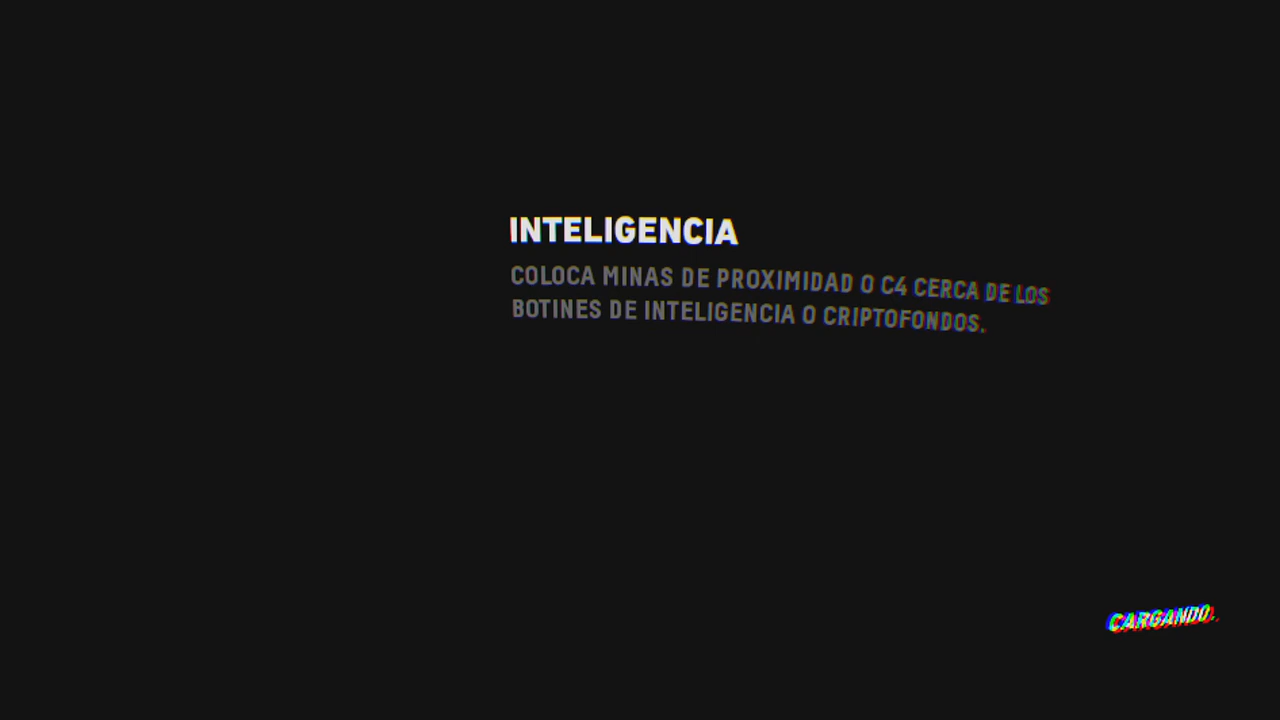 INTELIGENCIA
COLOCA MINAS DE PROXIMIDAD O C4 CERCA DE LOS
BOTINES DE INTELIGENCIA O CRIPTOFONDOS.
CARGANDO.